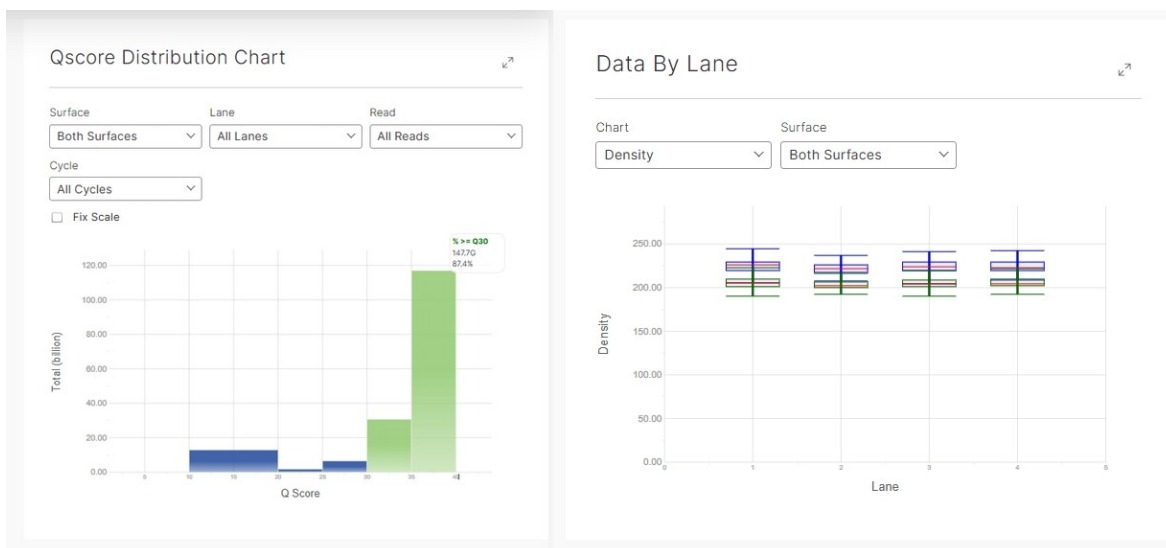 Qscore Distribution Chart
Surface Lane Read
Both Surfaces All Lanes All Reads
Cycle
All Cycles
Fix Scale
% >= Q30
147,7G
87,4%
120.00
100.00
80.00
60.00
40.00
20.00
0.00
Total (billion)
5 10 15 20 25 30 35 40
Q Score
Data By Lane
Chart Surface
Density Both Surfaces
250.00
200.00
150.00
100.00
50.00
0.00
Density
0 1 2 3 4 5
Lane